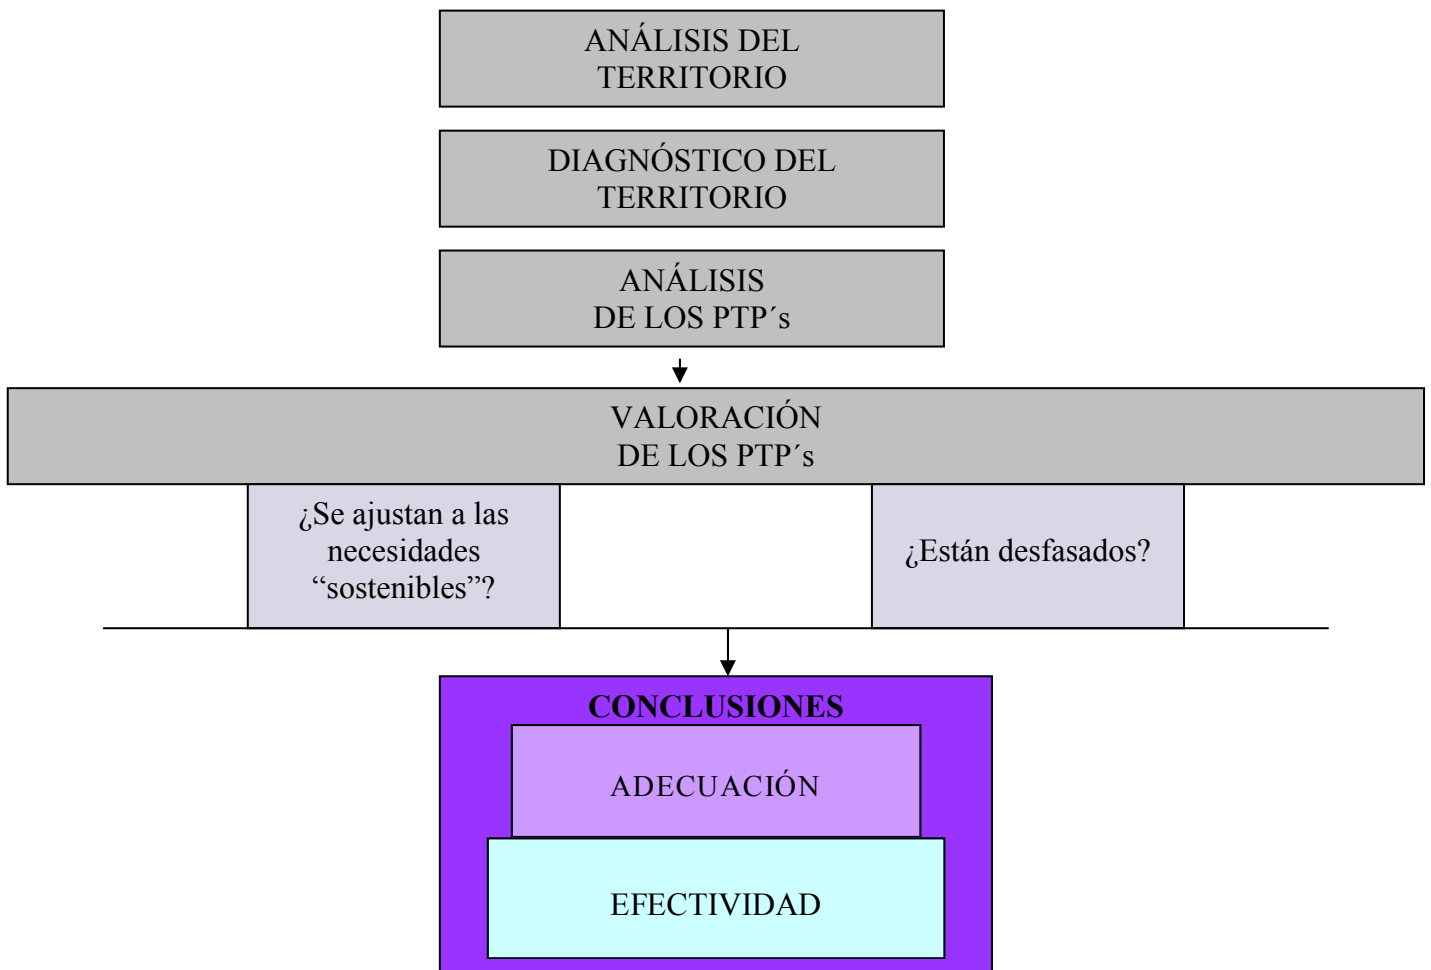 ANÁLISIS DEL
TERRITORIO
DIAGNÓSTICO DEL
TERRITORIO
ANÁLISIS
DE LOS PTP´s
VALORACIÓN
DE LOS PTP´s
¿Se ajustan a las
necesidades
“sostenibles”?
¿Están desfasados?
CONCLUSIONES
ADECUACIÓN
EFECTIVIDAD